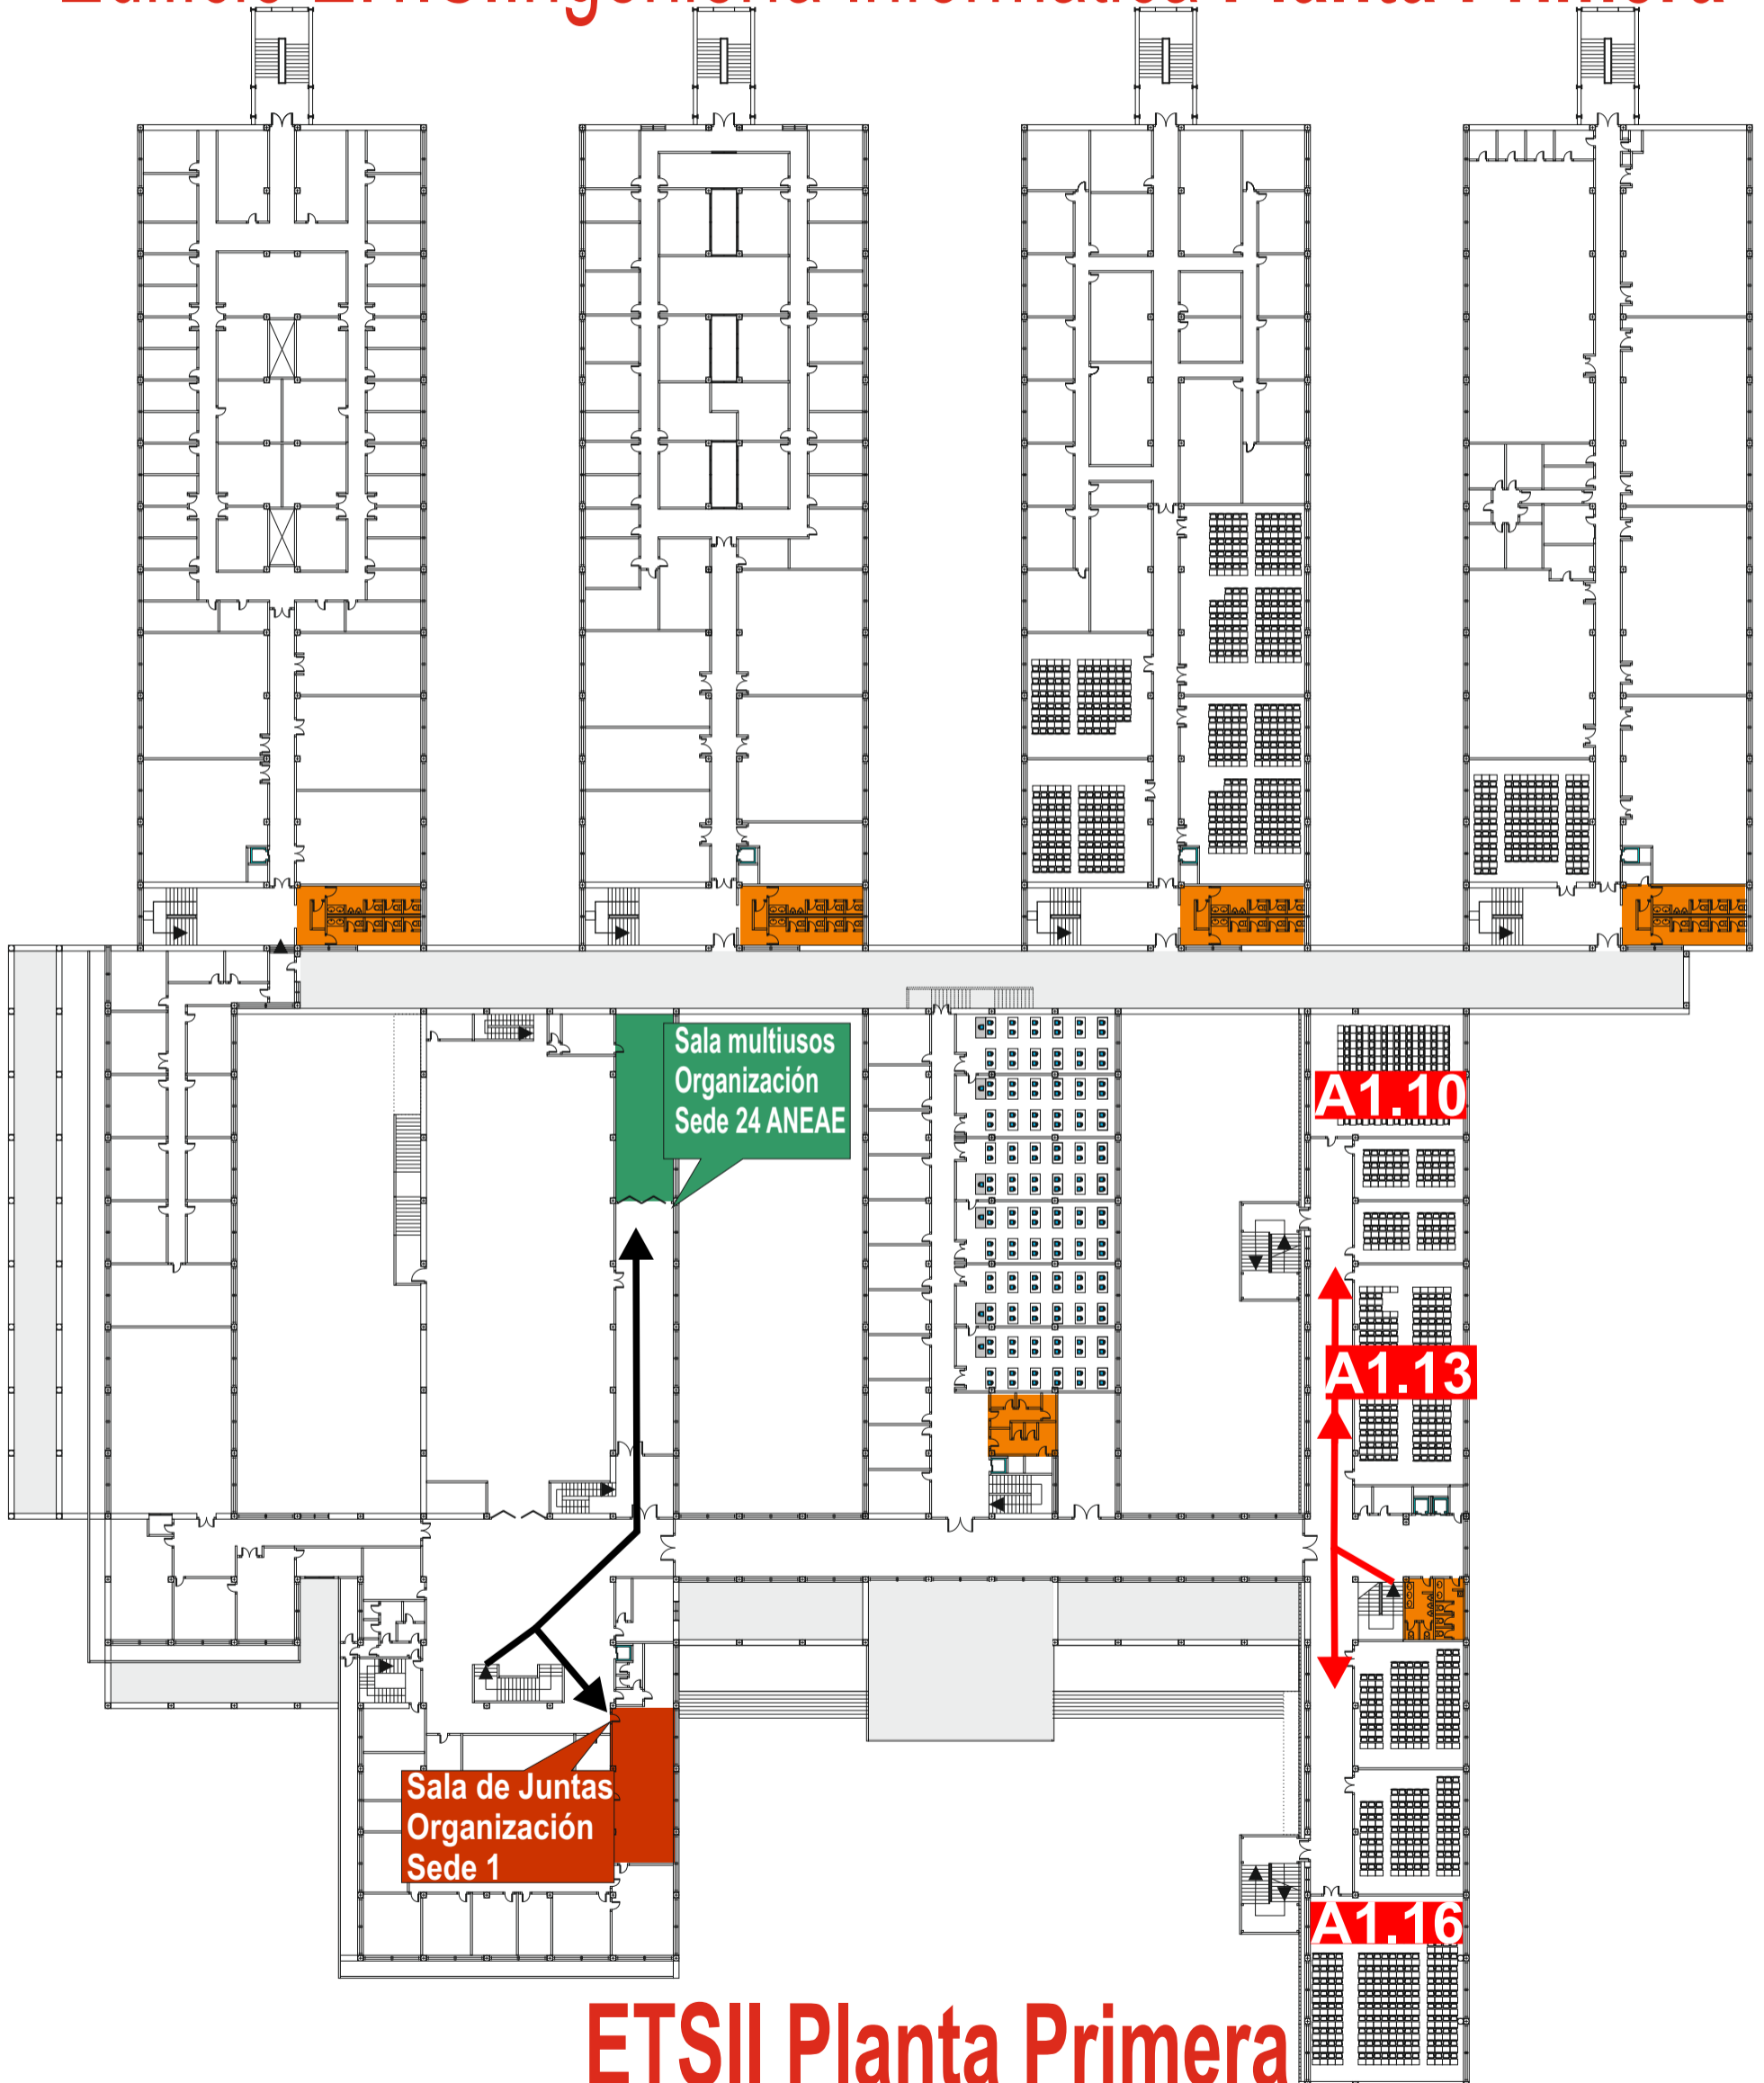 Planta
Sala multiusos
Organización
Sede 24 ANEAE
A1.10
A1.13
Sala de Juntas
Organización
Sede 1
A1.16
ETSII Planta Primera